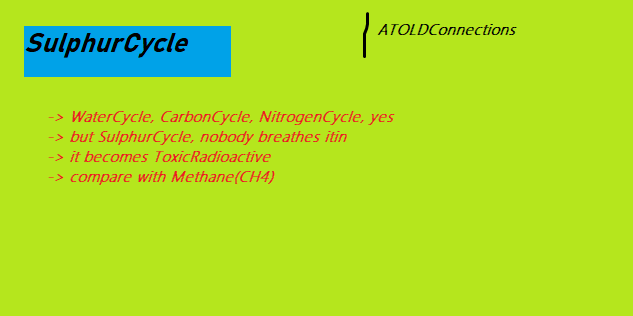 SulphurCycle
ATOLDConnections
-> WaterCycle, CarbonCycle, NitrogenCycle, yes
-> but SulphurCycle, nobody breathes itin
-> it becomes ToxicRadioactive
-> compare with Methane(CH4)